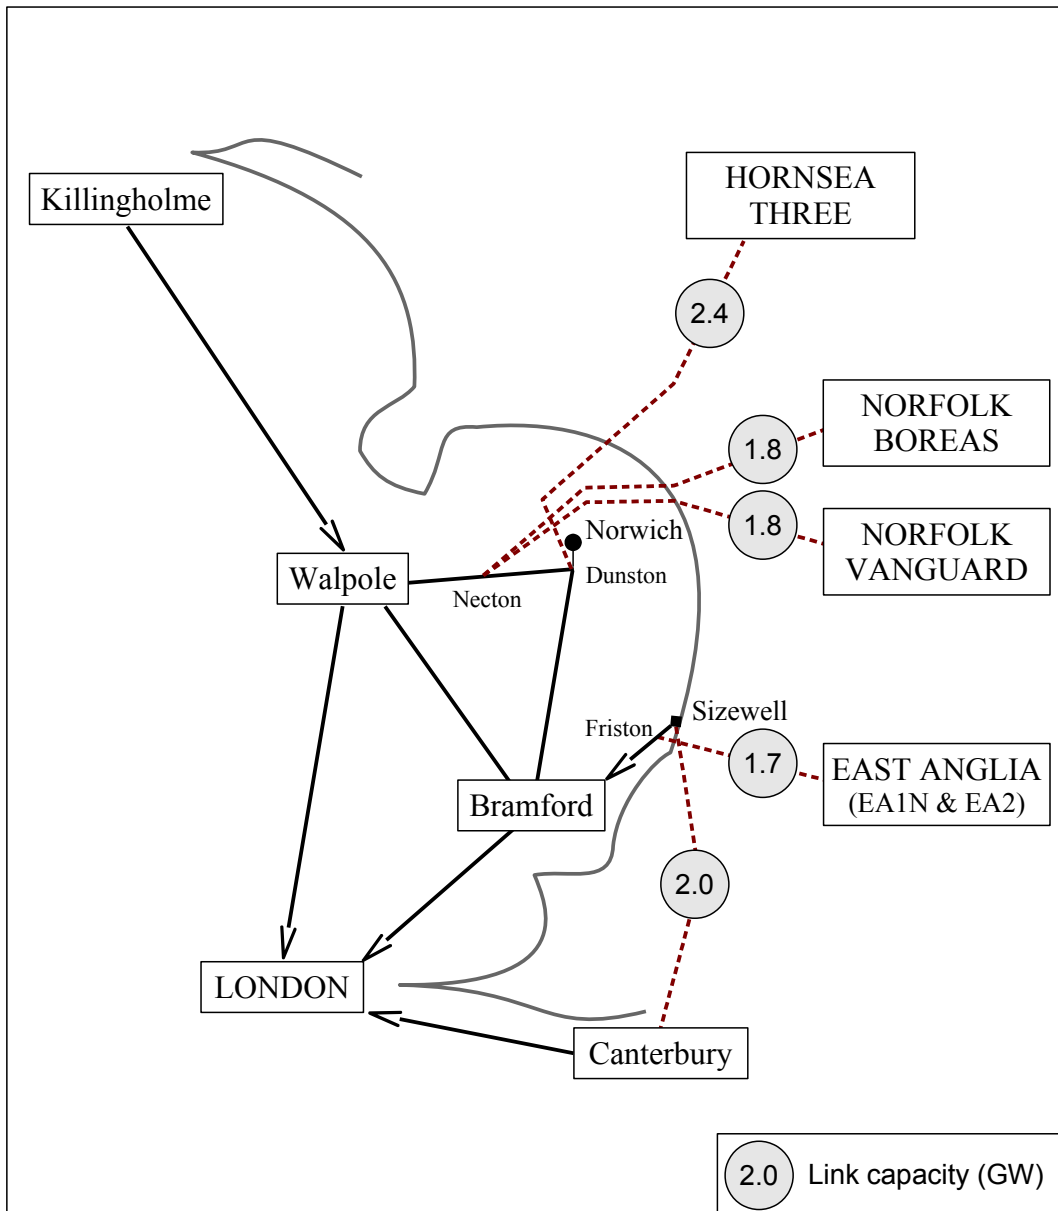 Killingholme
HORNSEA
THREE
2.4
NORFOLK
BOREAS
1.8
1.8
NORFOLK
VANGUARD
Norwich
Walpole
Necton
Dunston
Sizewell
Friston
1.7
EAST ANGLIA
(EA1N & EA2)
Bramford
2.0
LONDON
Canterbury
2.0 Link capacity (GW)